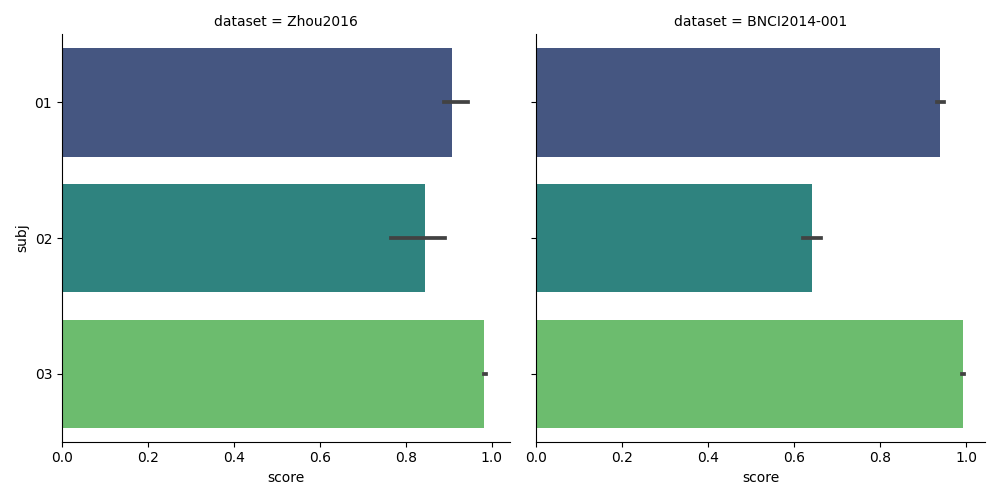 dataset = Zhou2016
dataset = BNCI2014-001
subj
01
02
03
0.0 0.2 0.4 0.6 0.8 1.0
0.0 0.2 0.4 0.6 0.8 1.0
score
score